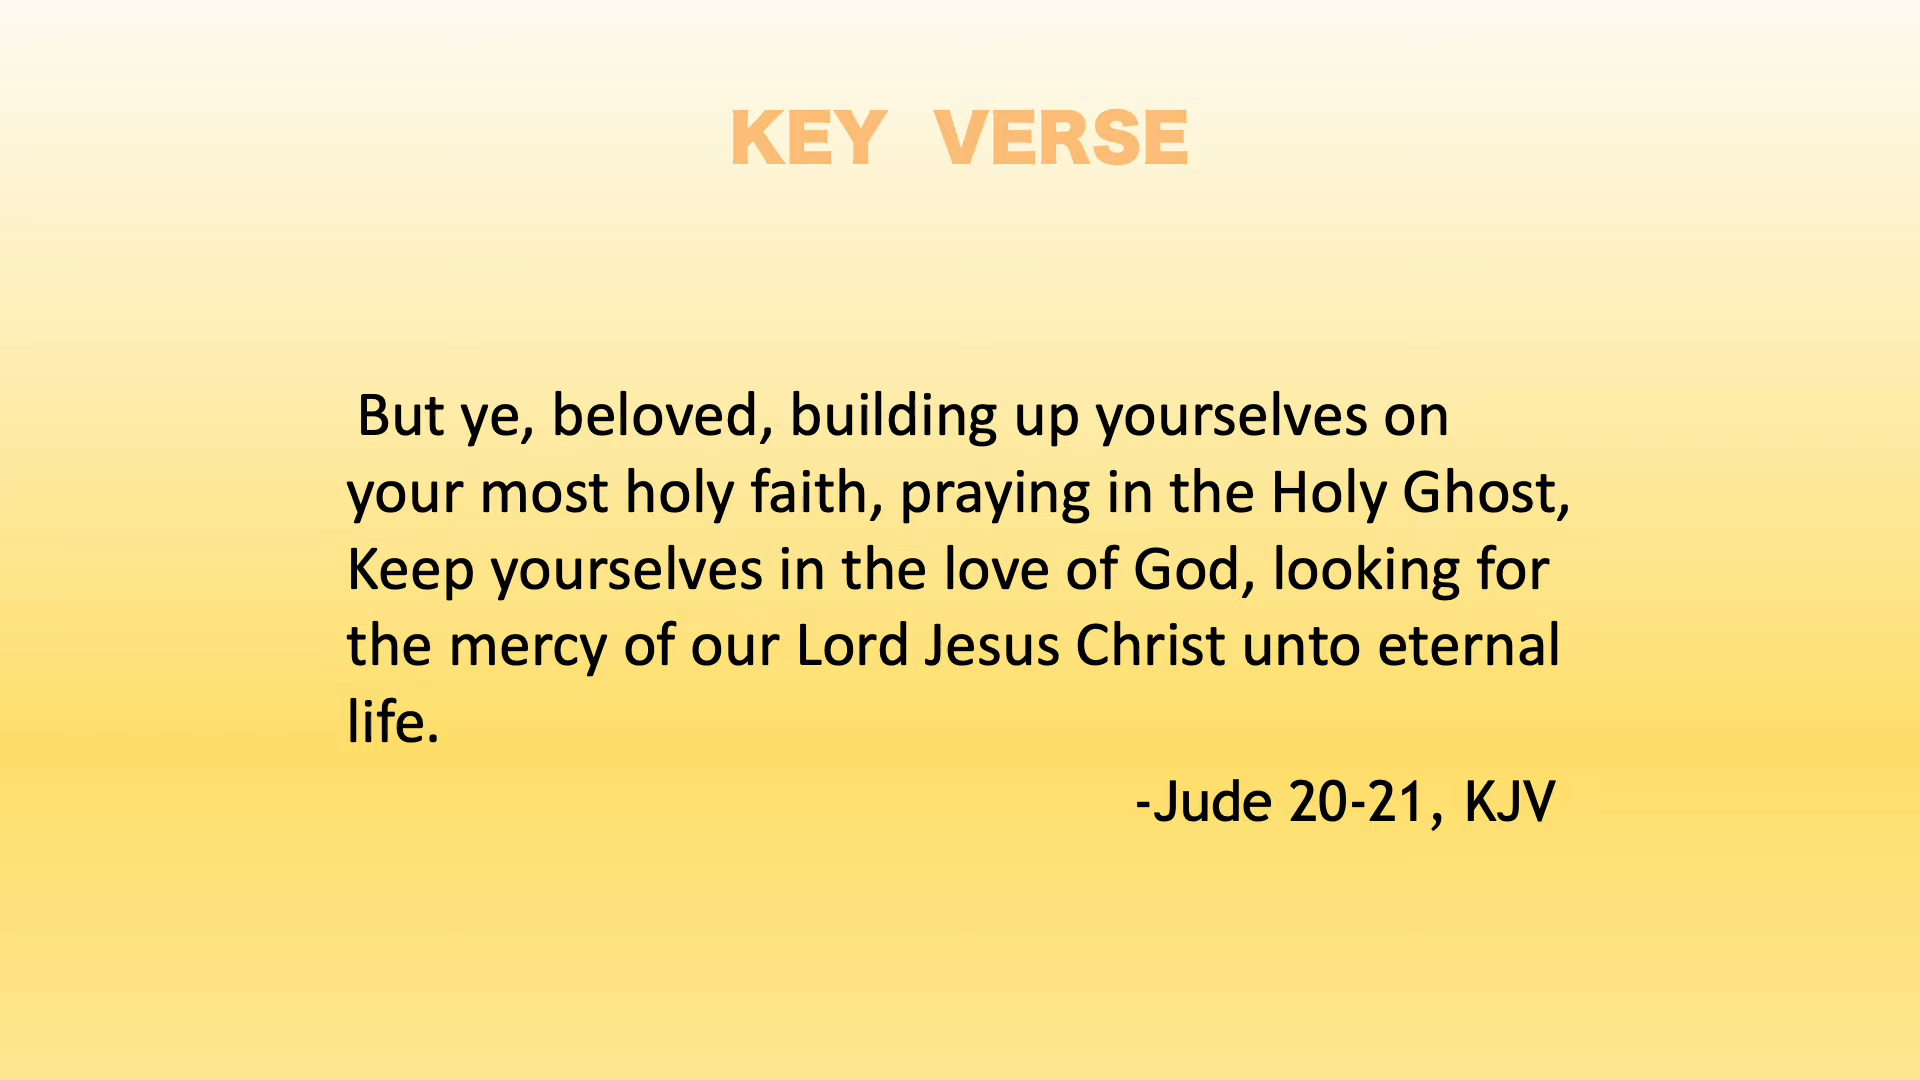 KEY VERSE
But ye, beloved, building up yourselves on
your most holy faith, praying in the Holy Ghost,
Keep yourselves in the love of God, looking for
the mercy of our Lord Jesus Christ unto eternal
life.
-Jude 20-21, KJV